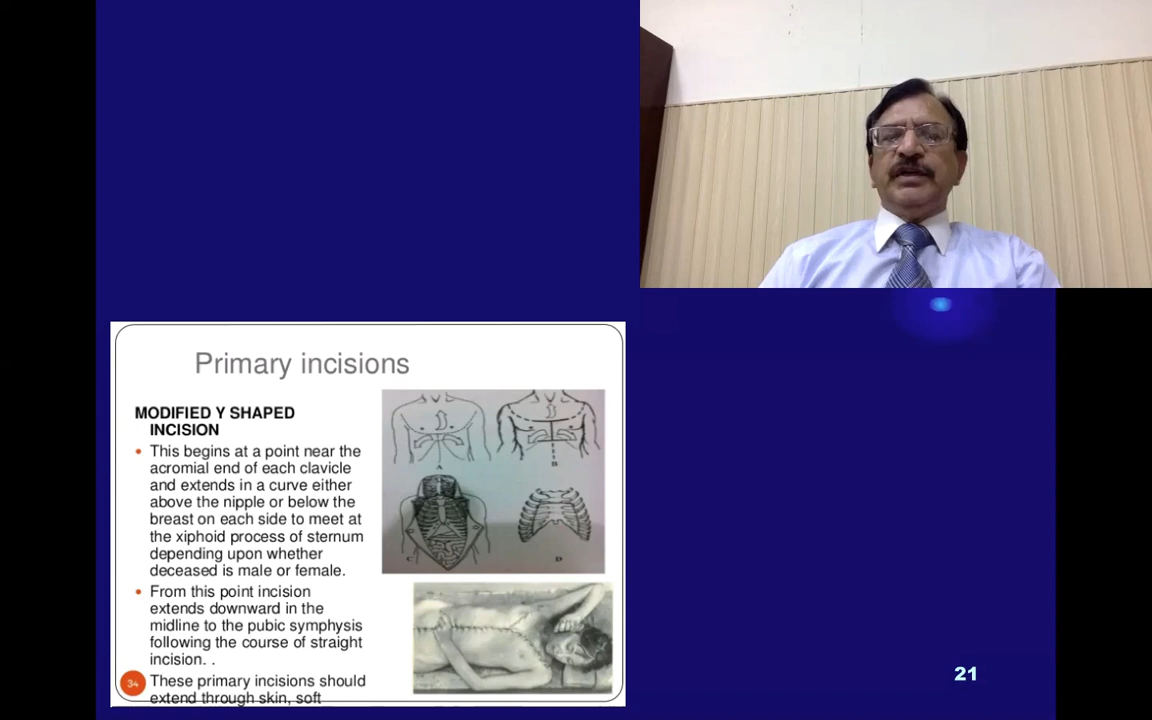 Primary incisions
MODIFIED Y SHAPED
INCISION
• This begins at a point near the
acromial end of each clavicle
and extends in a curve either
above the nipple or below the
breast on each side to meet at
the xiphoid process of sternum
depending upon whether
deceased is male or female.
• From this point incision
extends downward in the
midline to the pubic symphysis
following the course of straight
incision. .
• These primary incisions should
extend through skin, soft
34
A
B
C
D
21